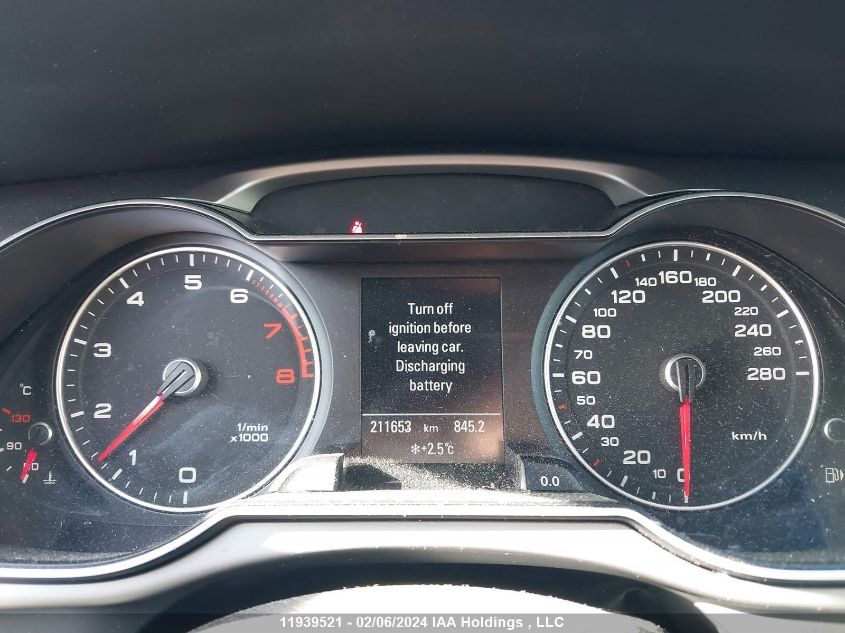 Turn off
ignition before
leaving car.
Discharging
battery
211653 km 845.2
*+2.5°c
0.0
0 1 2 3 4 5 6 7 8
1/min
x1000
°C
130
90
0 10 20 30 40 50 60 70 80 100 120 140 160 180 200 220 240 260 280
km/h
11939521 - 02/06/2024 IAA Holdings , LLC